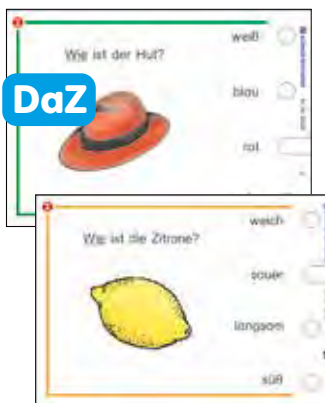 Wie ist der Hut?
weiß
blau
rot
DaZ
Wie ist die Zitrone?
weich
sauer
langsam
süß